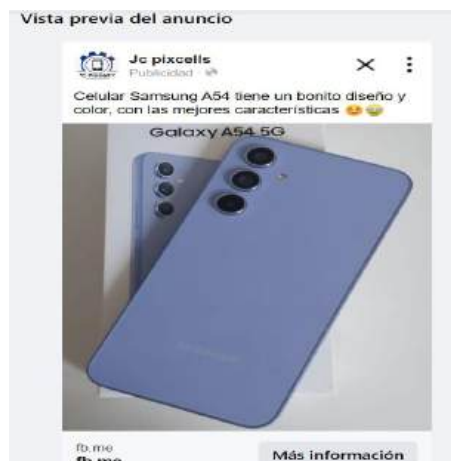 Vista previa del anuncio
Jc pixcells
Publicidad
Celular Samsung A54 tiene un bonito diseño y
color, con las mejores características 😍😂
Galaxy A54 5G
fb.me
fb.me
Más información